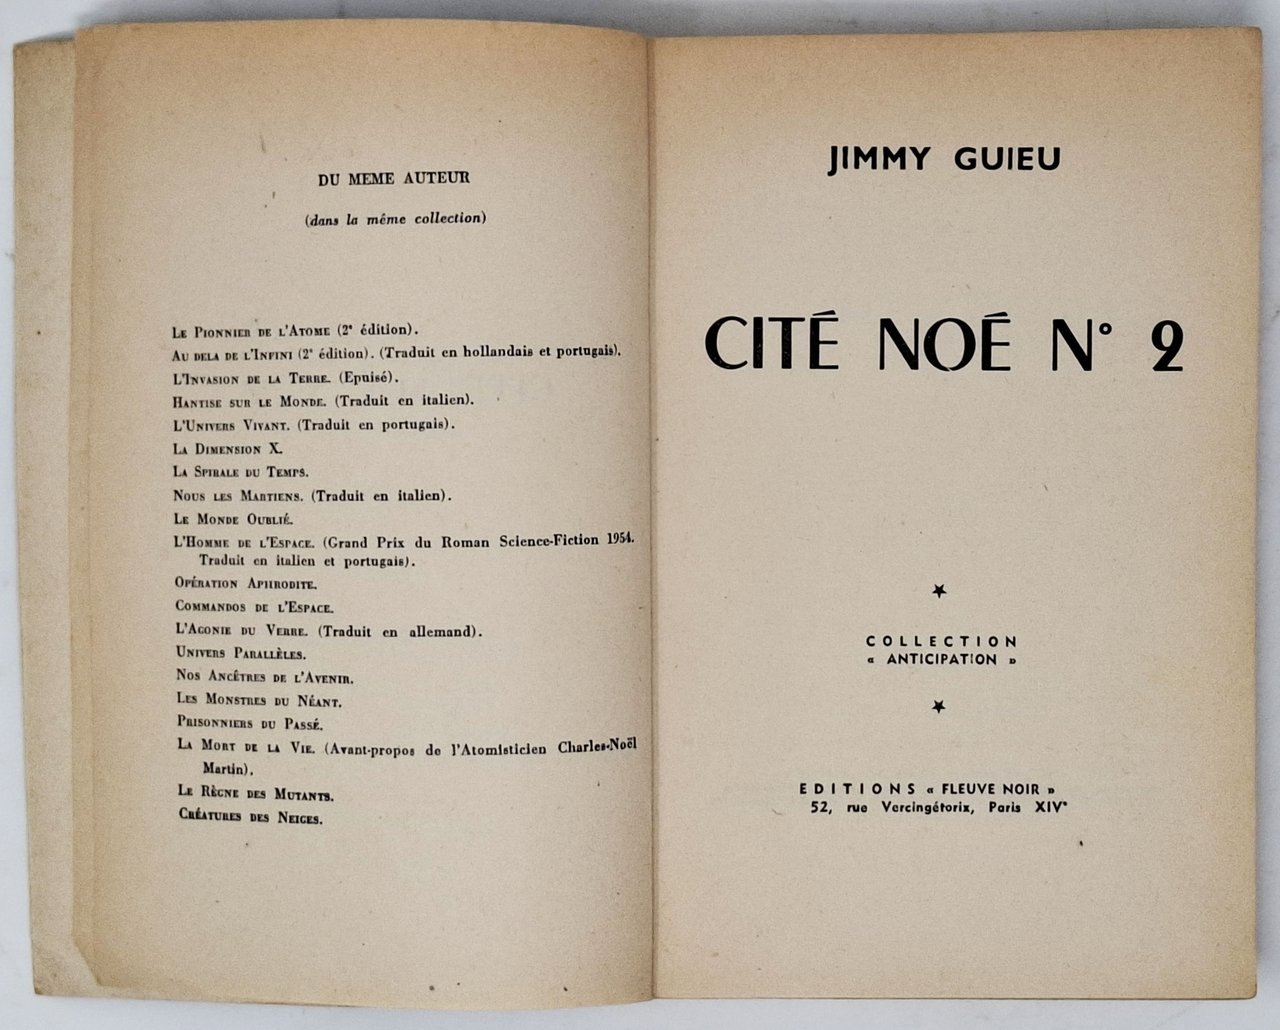 DU MEME AUTEUR
(dans la même collection)
LE PIONNIER DE L'ATOME (2e édition).
AU DELA DE L'INFINI (2e édition). (Traduit en hollandais et portugais).
L'INVASION DE LA TERRE. (Epuisé).
HANTISE SUR LE MONDE. (Traduit en italien).
L'UNIVERS VIVANT. (Traduit en portugais).
LA DIMENSION X.
LA SPIRALE DU TEMPS.
NOUS LES MARTIENS. (Traduit en italien).
LE MONDE OUBLIÉ.
L'HOMME DE L'ESPACE. (Grand Prix du Roman Science-Fiction 1954.
Traduit en italien et portugais).
OPÉRATION APHRODITE.
COMMANDOS DE L'ESPACE.
L'AGONIE DU VERRE. (Traduit en allemand).
UNIVERS PARALLÈLES.
NOS ANCÊTRES DE L'AVENIR.
LES MONSTRES DU NÉANT.
PRISONNIERS DU PASSÉ.
LA MORT DE LA VIE. (Avant-propos de l'Atomisticien Charles-Noël
Martin).
LE RÈGNE DES MUTANTS.
CRÉATURES DES NEIGES.
JIMMY GUIEU
CITÉ NOÉ N° 2
COLLECTION
« ANTICIPATION »
EDITIONS « FLEUVE NOIR »
52, rue Vercingétorix, Paris XIVe